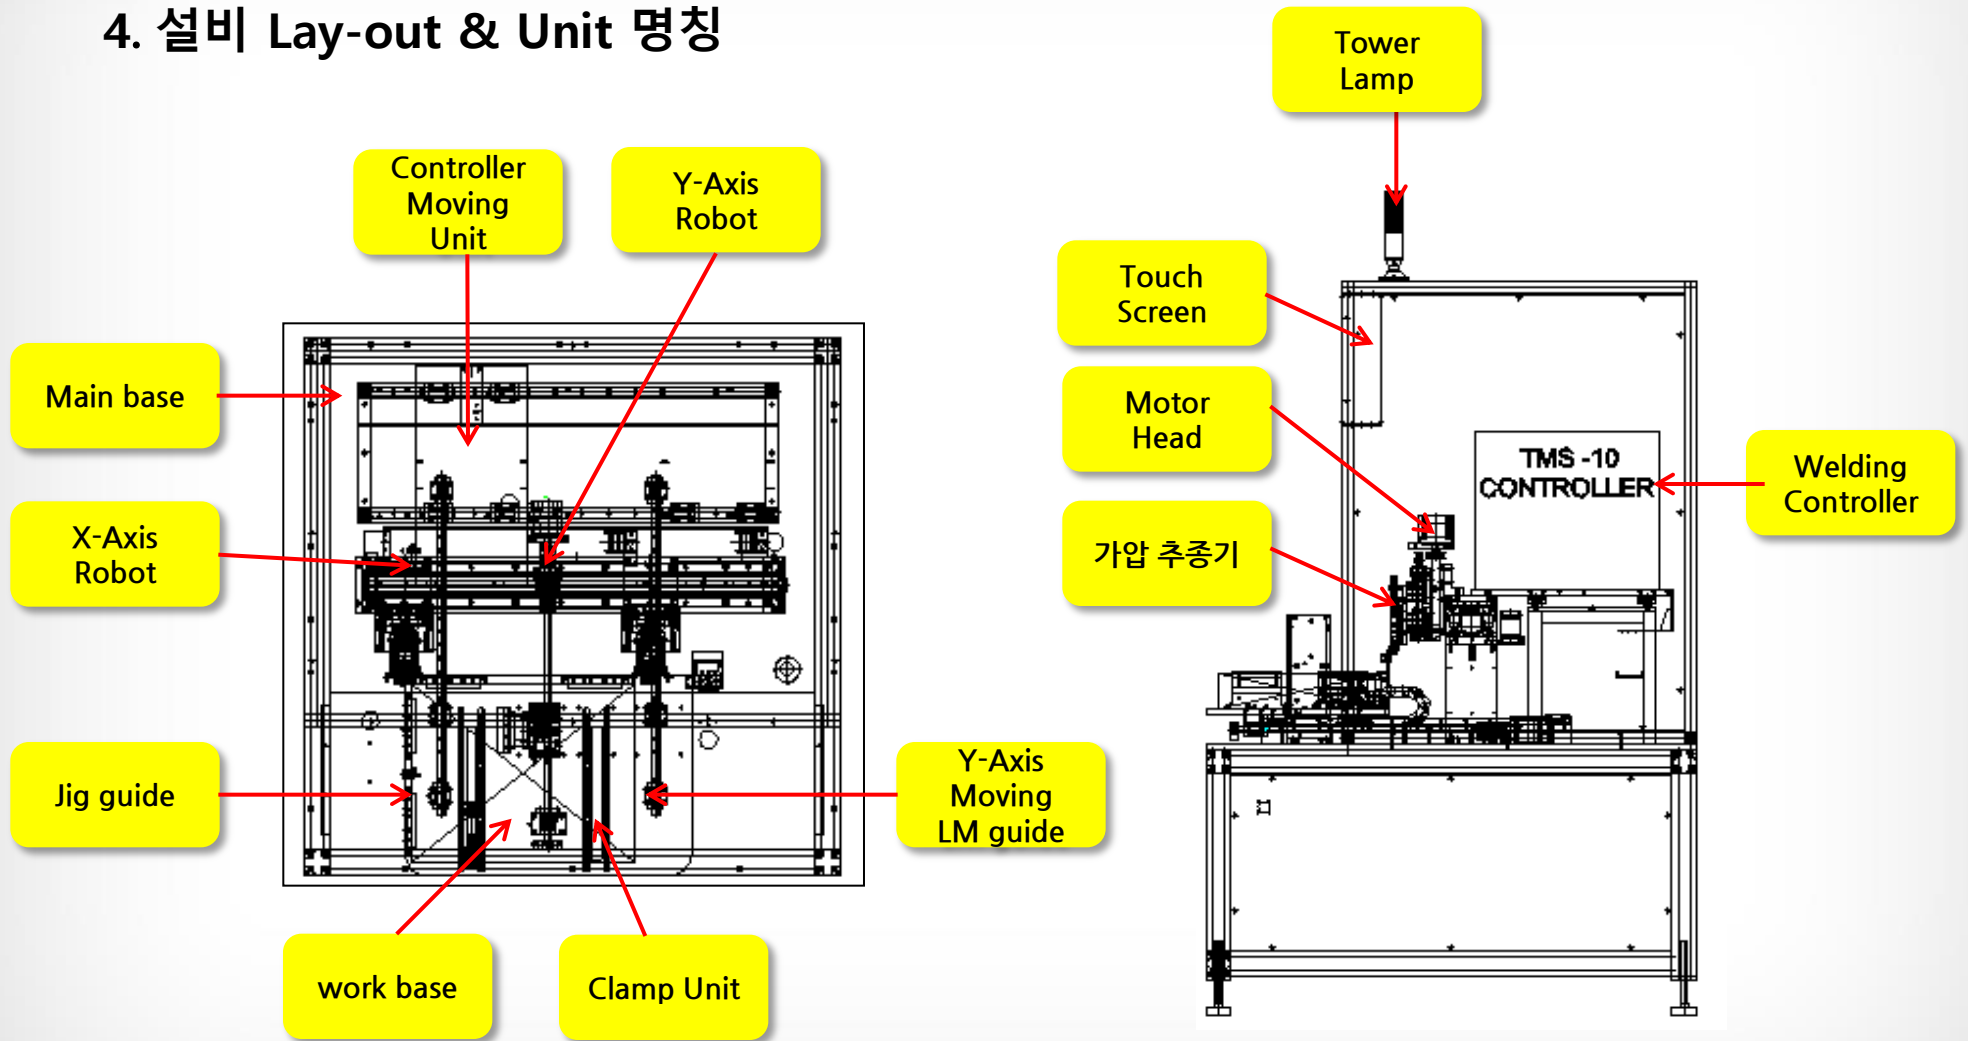 4. 설비 Lay-out & Unit 명칭
Tower
Lamp
Controller
Moving
Unit
Y-Axis
Robot
Touch
Screen
Main base
Motor
Head
TMS -10
CONTROLLER
Welding
Controller
X-Axis
Robot
가압 추종기
Jig guide
Y-Axis
Moving
LM guide
work base
Clamp Unit